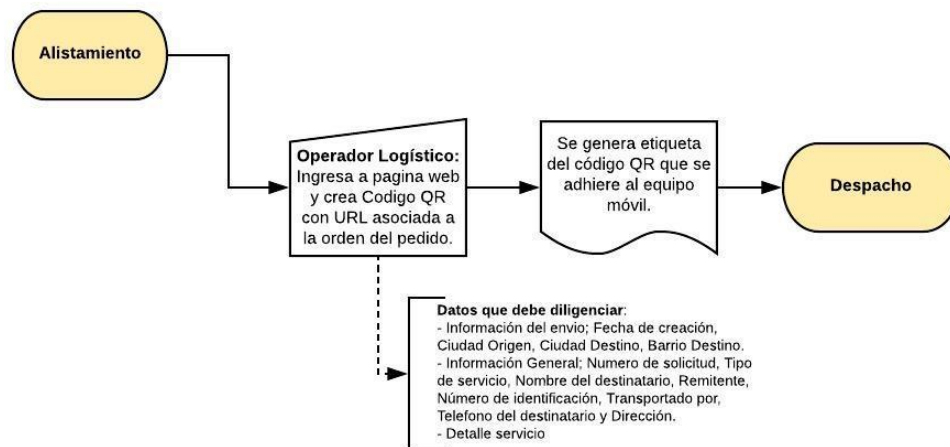 Alistamiento
Operador Logístico:
Ingresa a pagina web
y crea Codigo QR
con URL asociada a
la orden del pedido.
Se genera etiqueta
del código QR que se
adhiere al equipo
móvil.
Despacho
Datos que debe diligenciar:
- Información del envio; Fecha de creación,
Ciudad Origen, Ciudad Destino, Barrio Destino.
- Información General; Numero de solicitud, Tipo
de servicio, Nombre del destinatario, Remitente,
Número de identificación, Transportado por,
Telefono del destinatario y Dirección.
- Detalle servicio